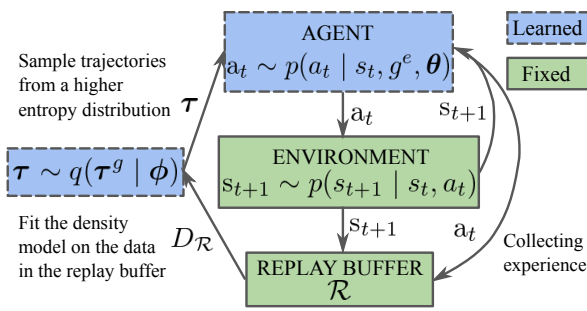 AGENT
a_t ∼ p(a_t | s_t, g^e, θ)
Learned
Fixed
Sample trajectories
from a higher
entropy distribution
τ
a_t
s_{t+1}
ENVIRONMENT
s_{t+1} ∼ p(s_{t+1} | s_t, a_t)
τ ∼ q(τ^g | ϕ)
Fit the density
model on the data
in the replay buffer
D_ℛ
s_{t+1}
a_t
Collecting
experience
REPLAY BUFFER
ℛ